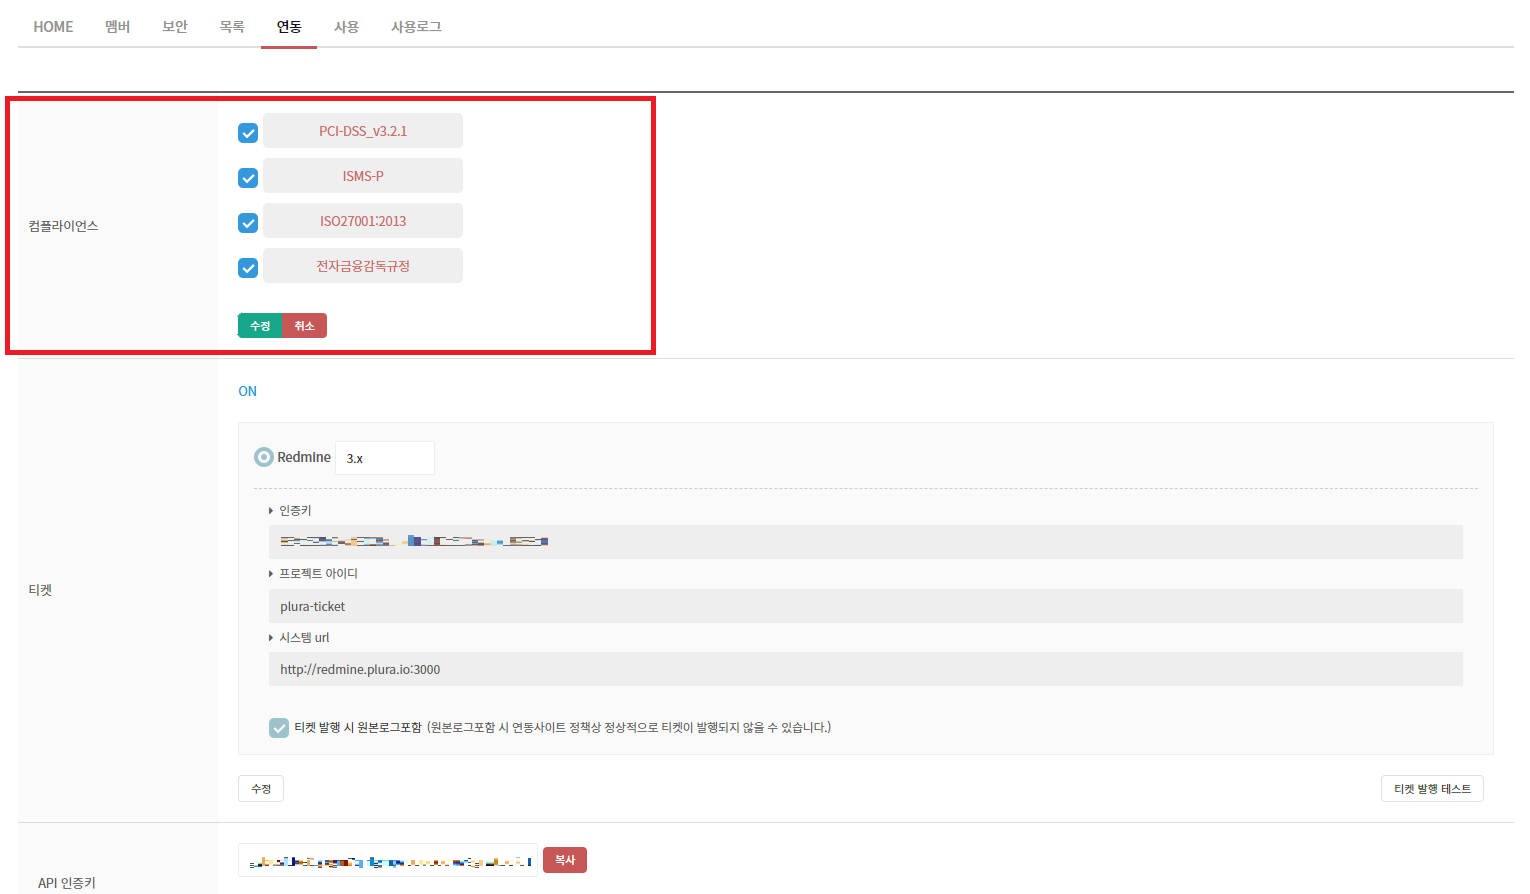 HOME 멤버 보안 목록 연동 사용 사용로그
컴플라이언스
PCI-DSS_v3.2.1
ISMS-P
ISO27001:2013
전자금융감독규정
수정 취소
티켓
ON
Redmine 3.x
인증키
프로젝트 아이디
plura-ticket
시스템 url
http://redmine.plura.io:3000
티켓 발행 시 원본로그포함 (원본로그포함 시 연동사이트 정책상 정상적으로 티켓이 발행되지 않을 수 있습니다.)
수정 티켓 발행 테스트
API 인증키
복사